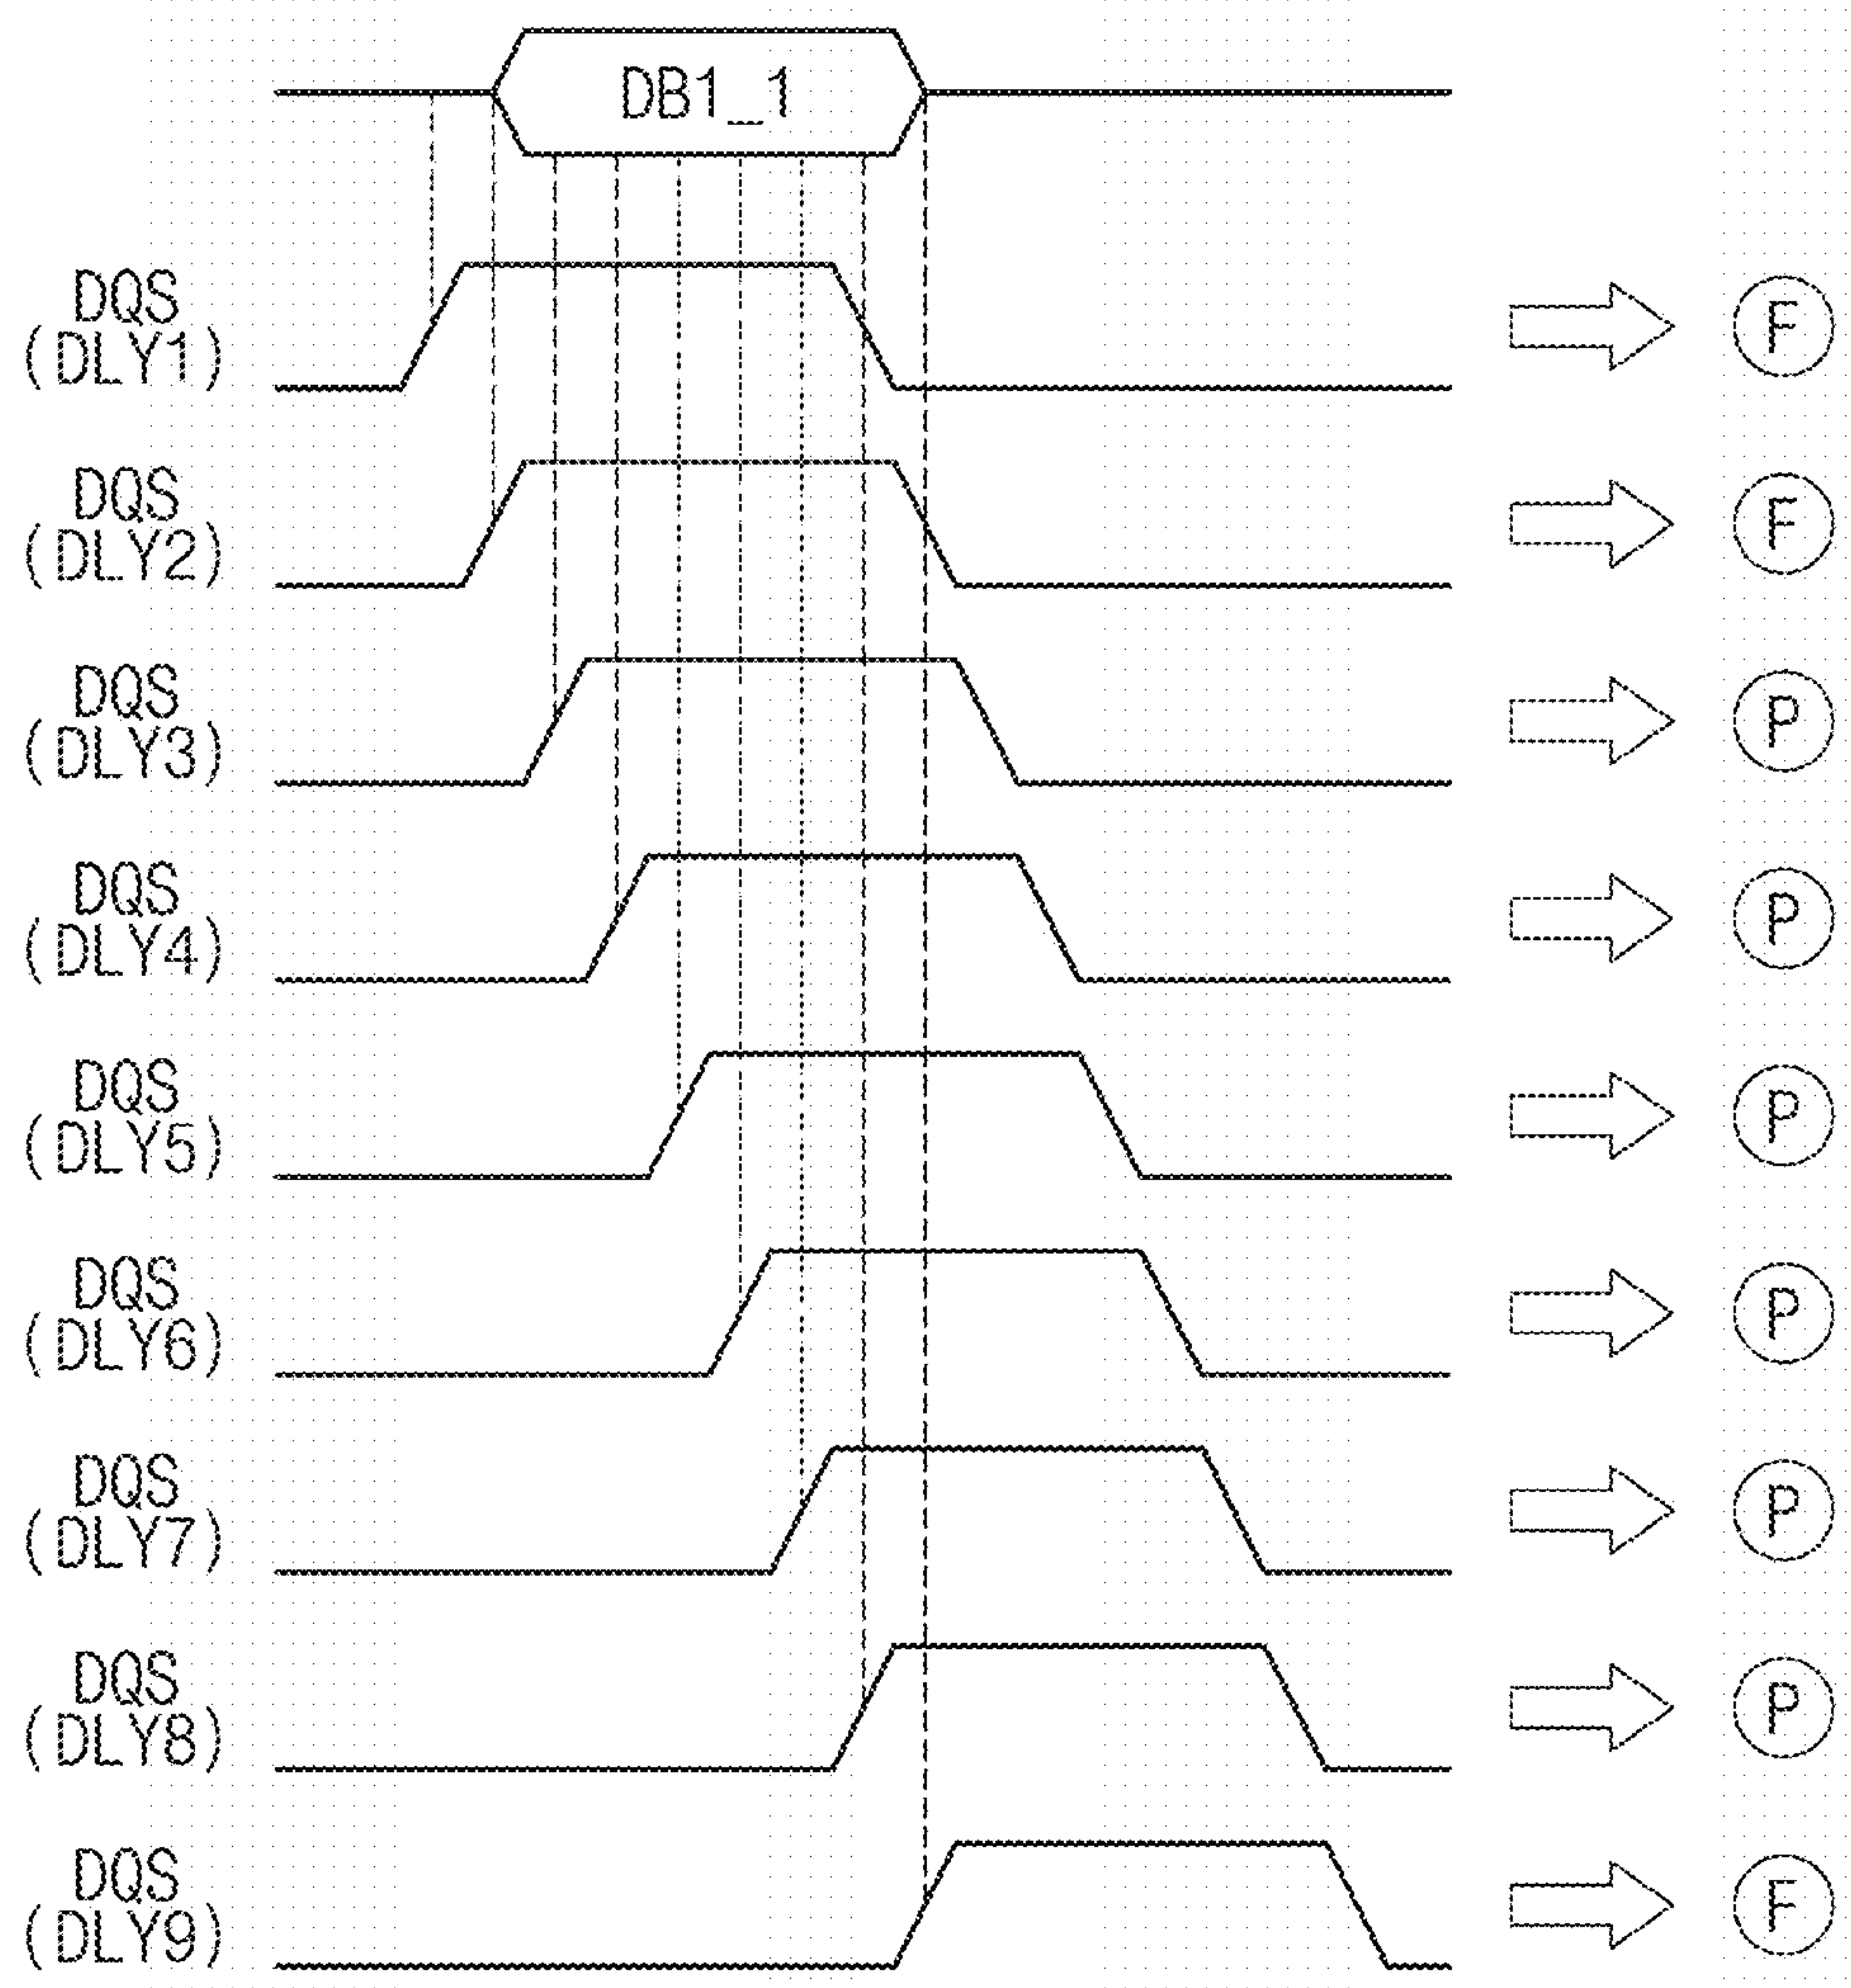 DB1_1
DQS
(DLY1)
F
DQS
(DLY2)
F
DQS
(DLY3)
P
DQS
(DLY4)
P
DQS
(DLY5)
P
DQS
(DLY6)
P
DQS
(DLY7)
P
DQS
(DLY8)
P
DQS
(DLY9)
F